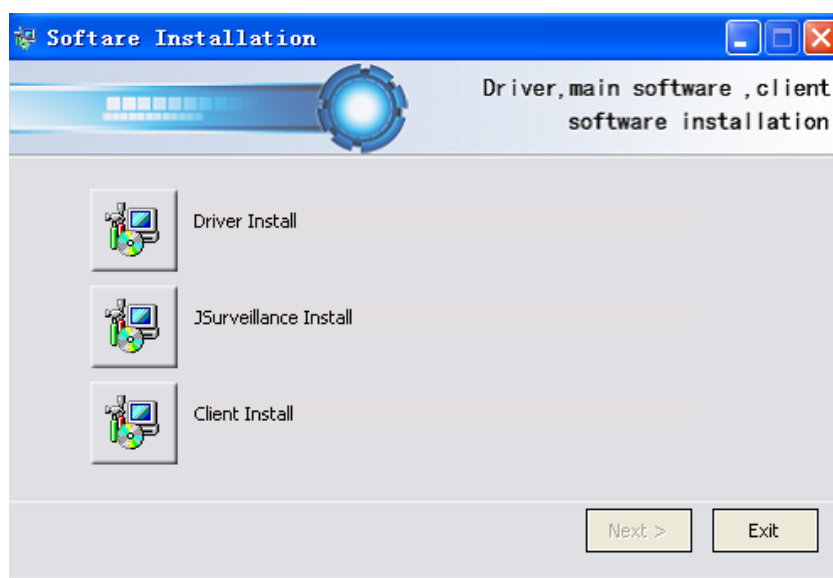 Softare Installation
Driver,main software ,client
software installation
Driver Install
JSurveillance Install
Client Install
Next >
Exit